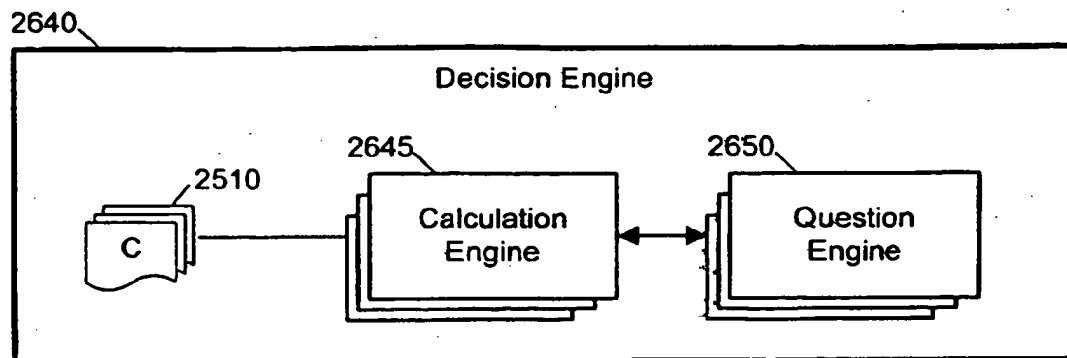 2640
Decision Engine
2645
2650
2510
C
Calculation
Engine
Question
Engine